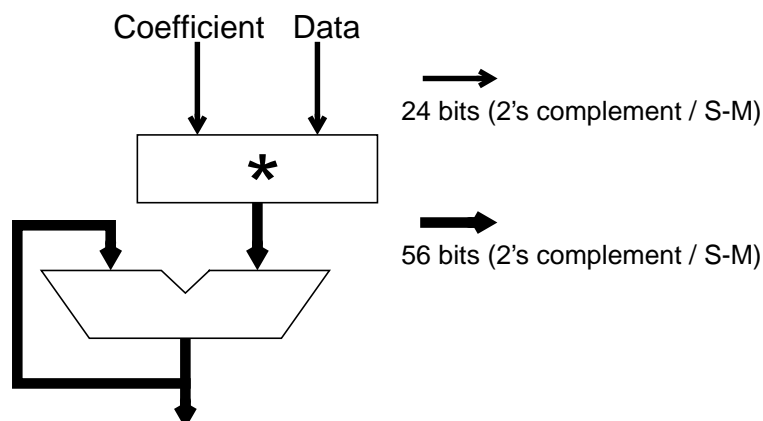 Coefficient Data
24 bits (2's complement / S-M)
*
56 bits (2's complement / S-M)